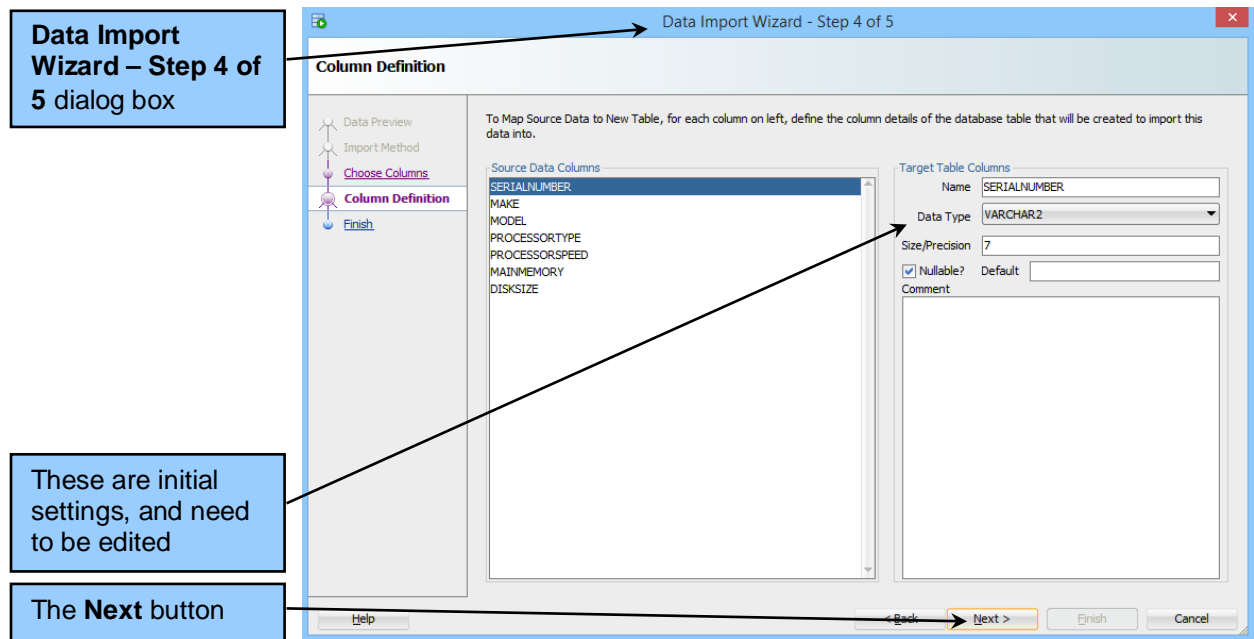 Data Import
Wizard – Step 4 of
5 dialog box
Data Import Wizard - Step 4 of 5
Column Definition
Data Preview
Import Method
Choose Columns
Column Definition
Finish
To Map Source Data to New Table, for each column on left, define the column details of the database table that will be created to import this
data into.
Source Data Columns
SERIALNUMBER
MAKE
MODEL
PROCESSORTYPE
PROCESSORSPEED
MAINMEMORY
DISKSIZE
Target Table Columns
Name SERIALNUMBER
Data Type VARCHAR2
Size/Precision 7
Nullable? Default
Comment
These are initial
settings, and need
to be edited
The Next button
Help
< Back
Next >
Finish
Cancel